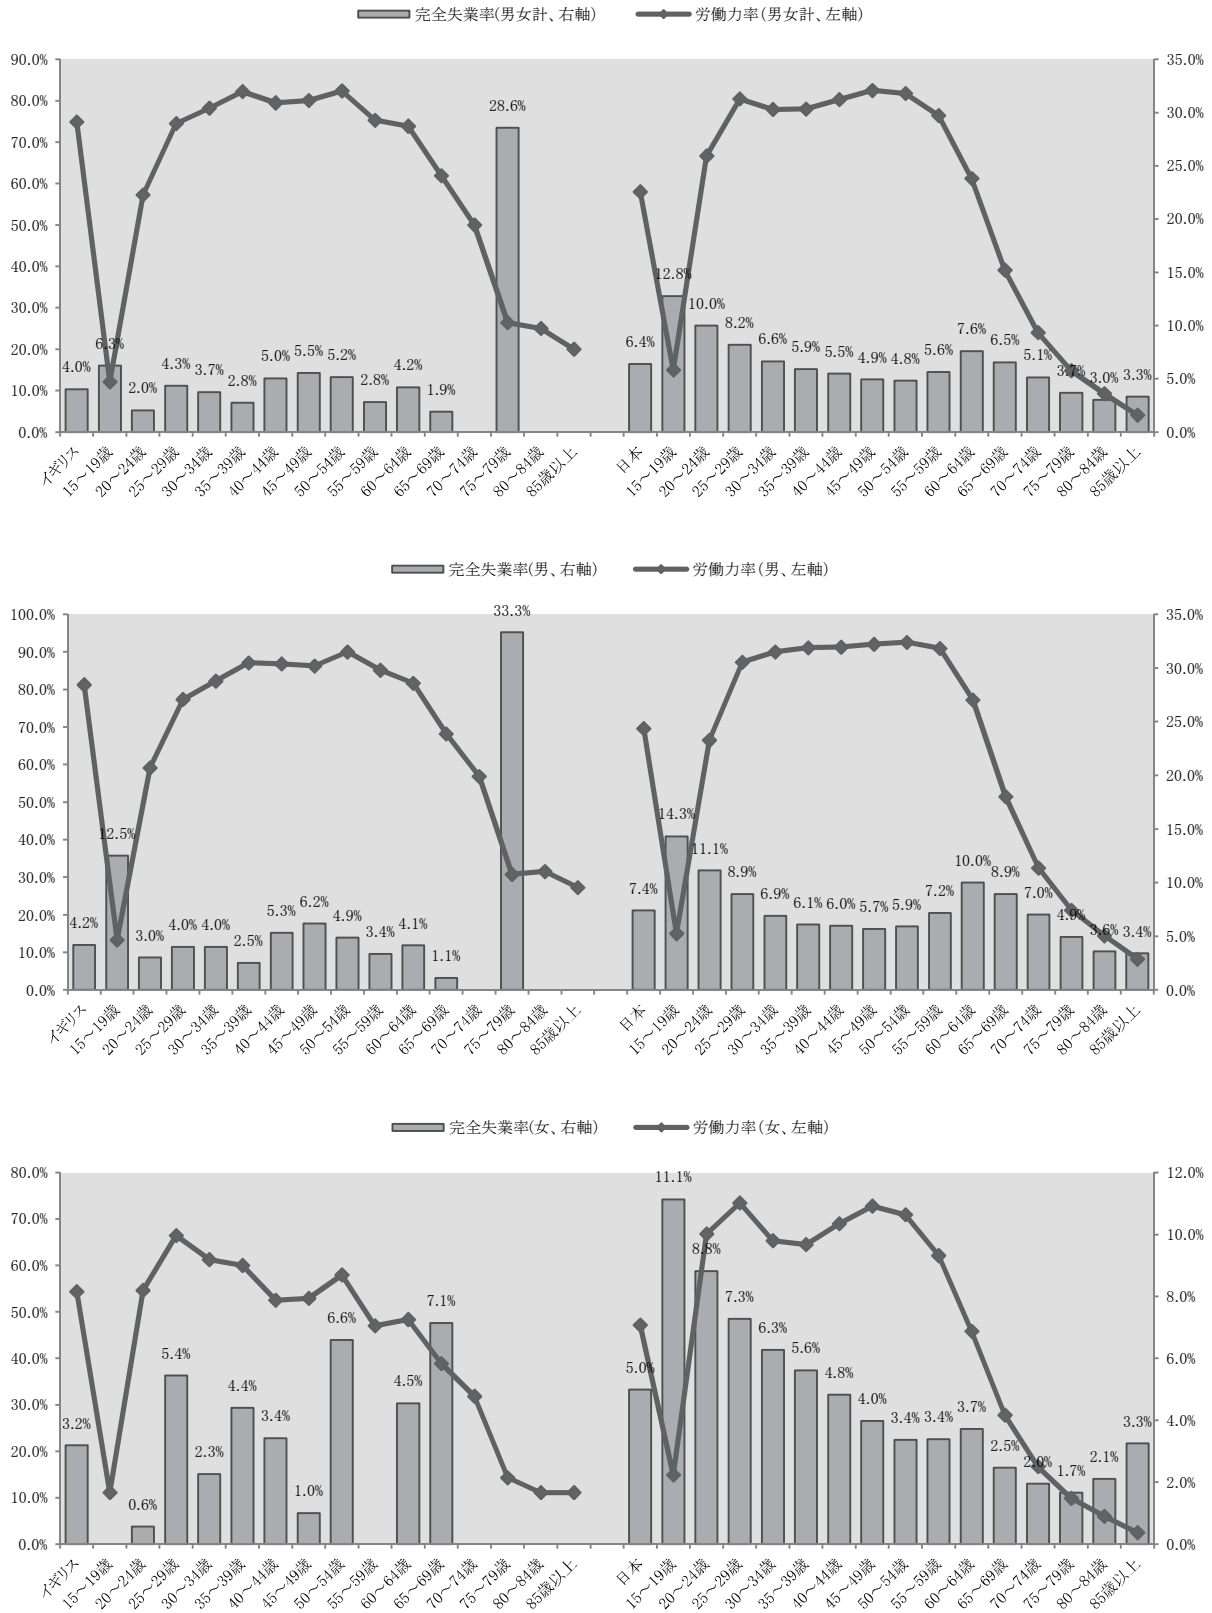 完全失業率(男女計、右軸) 労働力率(男女計、左軸)
90.0% 35.0%
80.0% 30.0%
70.0% 25.0%
60.0% 20.0%
50.0% 15.0%
40.0% 10.0%
30.0% 5.0%
20.0% 0.0%
10.0%
0.0%
4.0% 6.3% 2.0% 4.3% 3.7% 2.8% 5.0% 5.5% 5.2% 2.8% 4.2% 1.9% 28.6%
6.4% 12.8% 10.0% 8.2% 6.6% 5.9% 5.5% 4.9% 4.8% 5.6% 7.6% 6.5% 5.1% 3.7% 3.0% 3.3%
イギリス 15～19歳 20～24歳 25～29歳 30～34歳 35～39歳 40～44歳 45～49歳 50～54歳 55～59歳 60～64歳 65～69歳 70～74歳 75～79歳 80～84歳 85歳以上
日本 15～19歳 20～24歳 25～29歳 30～34歳 35～39歳 40～44歳 45～49歳 50～54歳 55～59歳 60～64歳 65～69歳 70～74歳 75～79歳 80～84歳 85歳以上
完全失業率(男、右軸) 労働力率(男、左軸)
100.0% 35.0%
90.0% 30.0%
80.0% 25.0%
70.0% 20.0%
60.0% 15.0%
50.0% 10.0%
40.0% 5.0%
30.0% 0.0%
20.0%
10.0%
0.0%
4.2% 12.5% 3.0% 4.0% 4.0% 2.5% 5.3% 6.2% 4.9% 3.4% 4.1% 1.1% 33.3%
7.4% 14.3% 11.1% 8.9% 6.9% 6.1% 6.0% 5.7% 5.9% 7.2% 10.0% 8.9% 7.0% 4.9% 3.6% 3.4%
イギリス 15～19歳 20～24歳 25～29歳 30～34歳 35～39歳 40～44歳 45～49歳 50～54歳 55～59歳 60～64歳 65～69歳 70～74歳 75～79歳 80～84歳 85歳以上
日本 15～19歳 20～24歳 25～29歳 30～34歳 35～39歳 40～44歳 45～49歳 50～54歳 55～59歳 60～61歳 65～69歳 70～74歳 75～79歳 80～84歳 85歳以上
完全失業率(女、右軸) 労働力率(女、左軸)
80.0% 12.0%
70.0% 10.0%
60.0% 8.0%
50.0% 6.0%
40.0% 4.0%
30.0% 2.0%
20.0% 0.0%
10.0%
0.0%
3.2% 0.6% 5.4% 2.3% 4.4% 3.4% 1.0% 6.6% 4.5% 7.1%
5.0% 11.1% 8.8% 7.3% 6.3% 5.6% 4.8% 4.0% 3.4% 3.4% 3.7% 2.5% 2.0% 1.7% 2.1% 3.3%
イギリス 15～19歳 20～24歳 25～29歳 30～34歳 35～39歳 40～44歳 45～49歳 50～54歳 55～59歳 60～64歳 65～69歳 70～74歳 75～79歳 80～84歳 85歳以上
日本 15～19歳 20～24歳 25～29歳 30～34歳 35～39歳 40～44歳 45～49歳 50～54歳 55～59歳 60～64歳 65～69歳 70～74歳 75～79歳 80～84歳 85歳以上